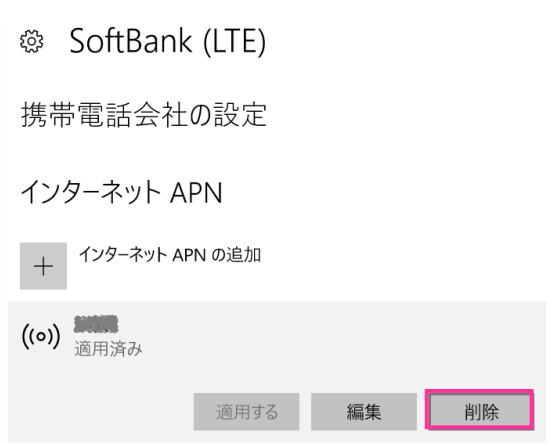 SoftBank (LTE)
携帯電話会社の設定
インターネット APN
インターネット APN の追加
適用済み
適用する
編集
削除